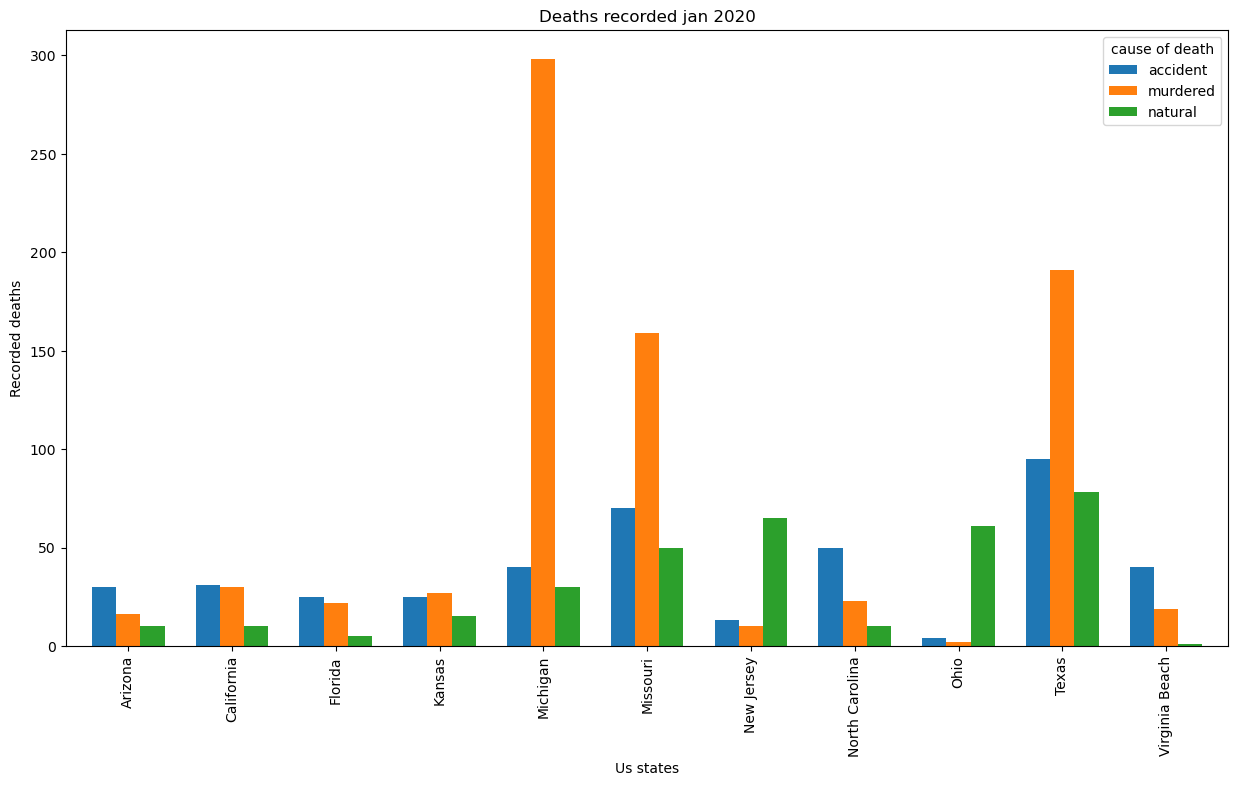 Deaths recorded jan 2020
cause of death
accident
murdered
natural
Recorded deaths
300
250
200
150
100
50
0
Arizona
California
Florida
Kansas
Michigan
Missouri
New Jersey
North Carolina
Ohio
Texas
Virginia Beach
Us states